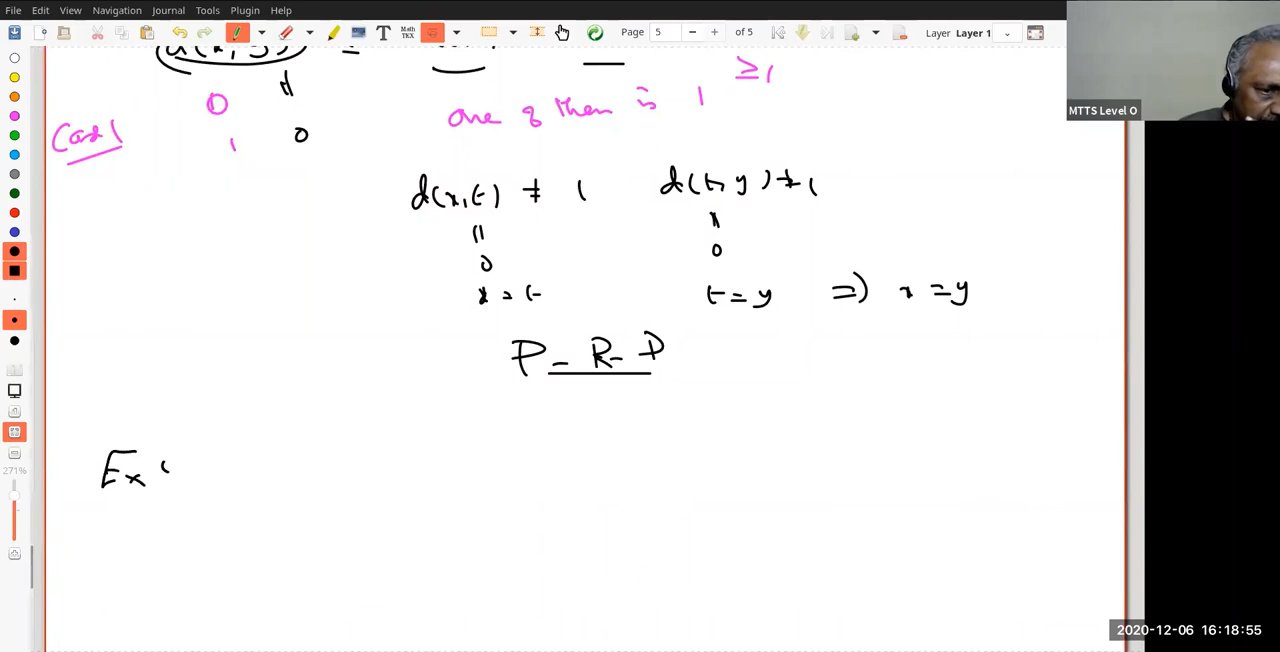 File Edit View Navigation Journal Tools Plugin Help
Page 5 of 5 Layer Layer 1
MTTS Level O
d(x, y) =
≥ 1
0
one of them is 1
Case 1
1 0
d(x, t) ≠ 1 d(t, y) ≠ 1
0 0
x = t t = y ⇒ x = y
P - R - P
271%
Ex
2020-12-06 16:18:55